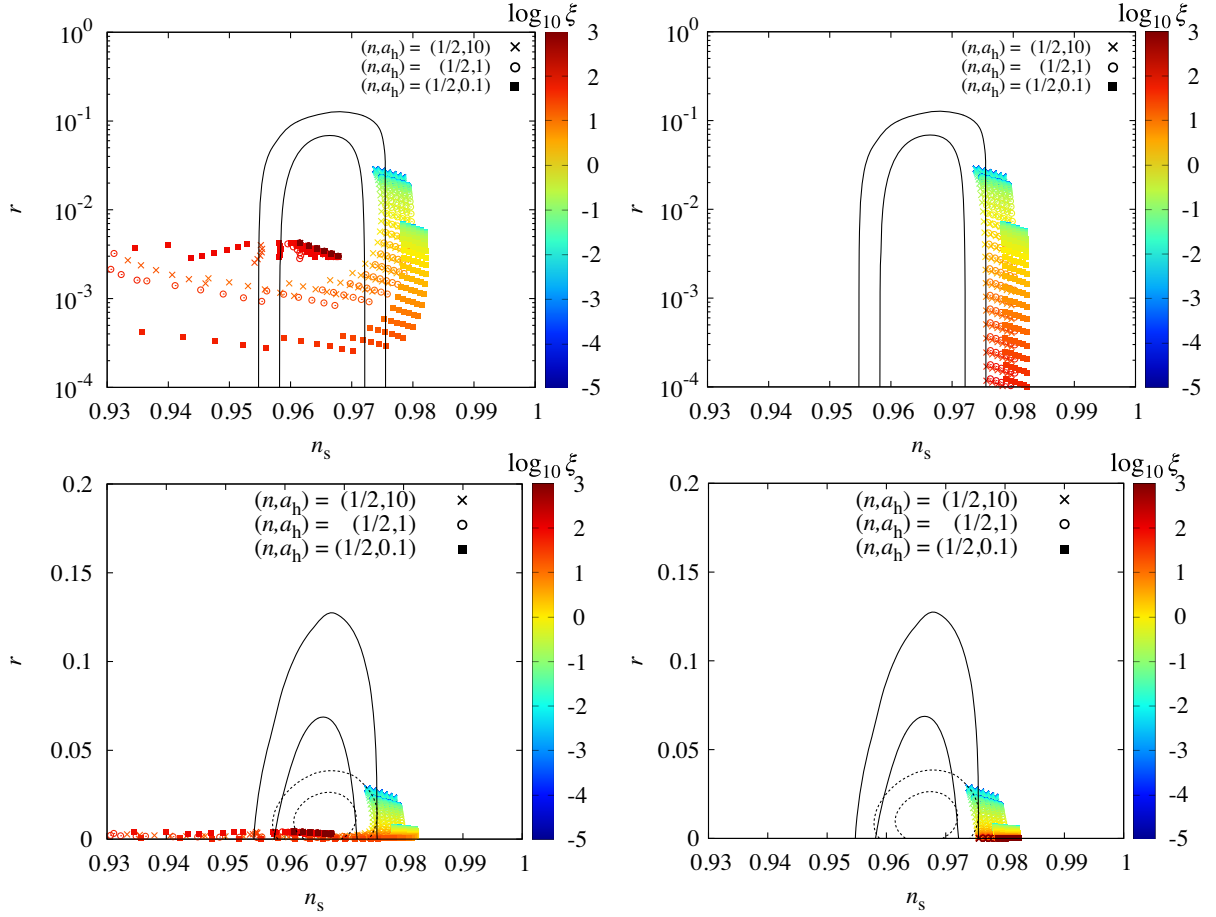 log₁₀ ξ
10⁰
10⁻¹
10⁻²
10⁻³
10⁻⁴
r
0.93 0.94 0.95 0.96 0.97 0.98 0.99 1
nₛ
(n,aₕ) = (1/2,10)
(n,aₕ) = (1/2,1)
(n,aₕ) = (1/2,0.1)
3
2
1
0
-1
-2
-3
-4
-5
log₁₀ ξ
10⁰
10⁻¹
10⁻²
10⁻³
10⁻⁴
r
0.93 0.94 0.95 0.96 0.97 0.98 0.99 1
nₛ
(n,aₕ) = (1/2,10)
(n,aₕ) = (1/2,1)
(n,aₕ) = (1/2,0.1)
3
2
1
0
-1
-2
-3
-4
-5
log₁₀ ξ
0.2
0.15
0.1
0.05
0
r
0.93 0.94 0.95 0.96 0.97 0.98 0.99 1
nₛ
(n,aₕ) = (1/2,10)
(n,aₕ) = (1/2,1)
(n,aₕ) = (1/2,0.1)
3
2
1
0
-1
-2
-3
-4
-5
log₁₀ ξ
0.2
0.15
0.1
0.05
0
r
0.93 0.94 0.95 0.96 0.97 0.98 0.99 1
nₛ
(n,aₕ) = (1/2,10)
(n,aₕ) = (1/2,1)
(n,aₕ) = (1/2,0.1)
3
2
1
0
-1
-2
-3
-4
-5